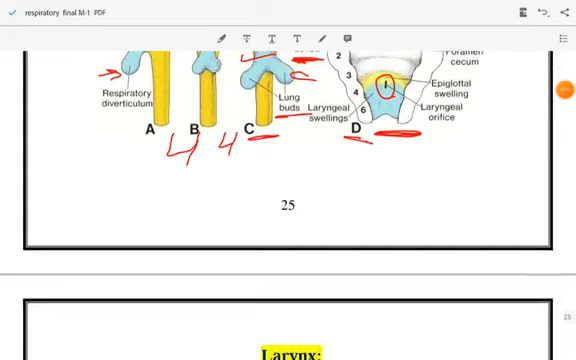 respiratory final M-1 PDF
Foramen
cecum
2
3
4
6
Epiglottal
swelling
Laryngeal
orifice
Respiratory
diverticulum
Lung
buds
Laryngeal
swellings
A
B
C
D
4 4
25
25
Larynx: